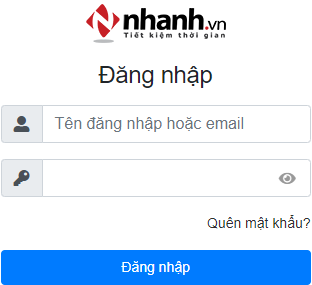 nhanh.vn
Tiết kiệm thời gian
Đăng nhập
Tên đăng nhập hoặc email
Quên mật khẩu?
Đăng nhập